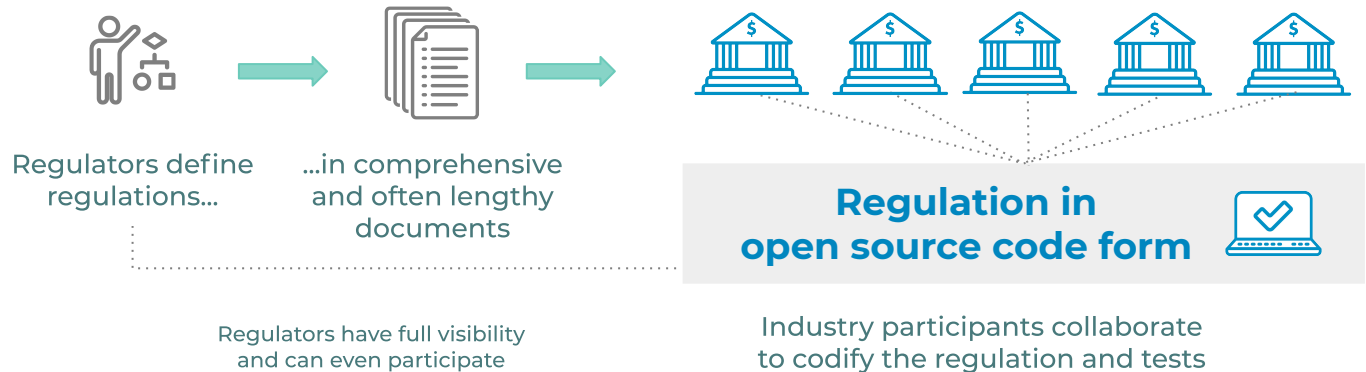 $ $ $ $ $
Regulators define
regulations...
...in comprehensive
and often lengthy
documents
Regulation in
open source code form
Regulators have full visibility
and can even participate
Industry participants collaborate
to codify the regulation and tests